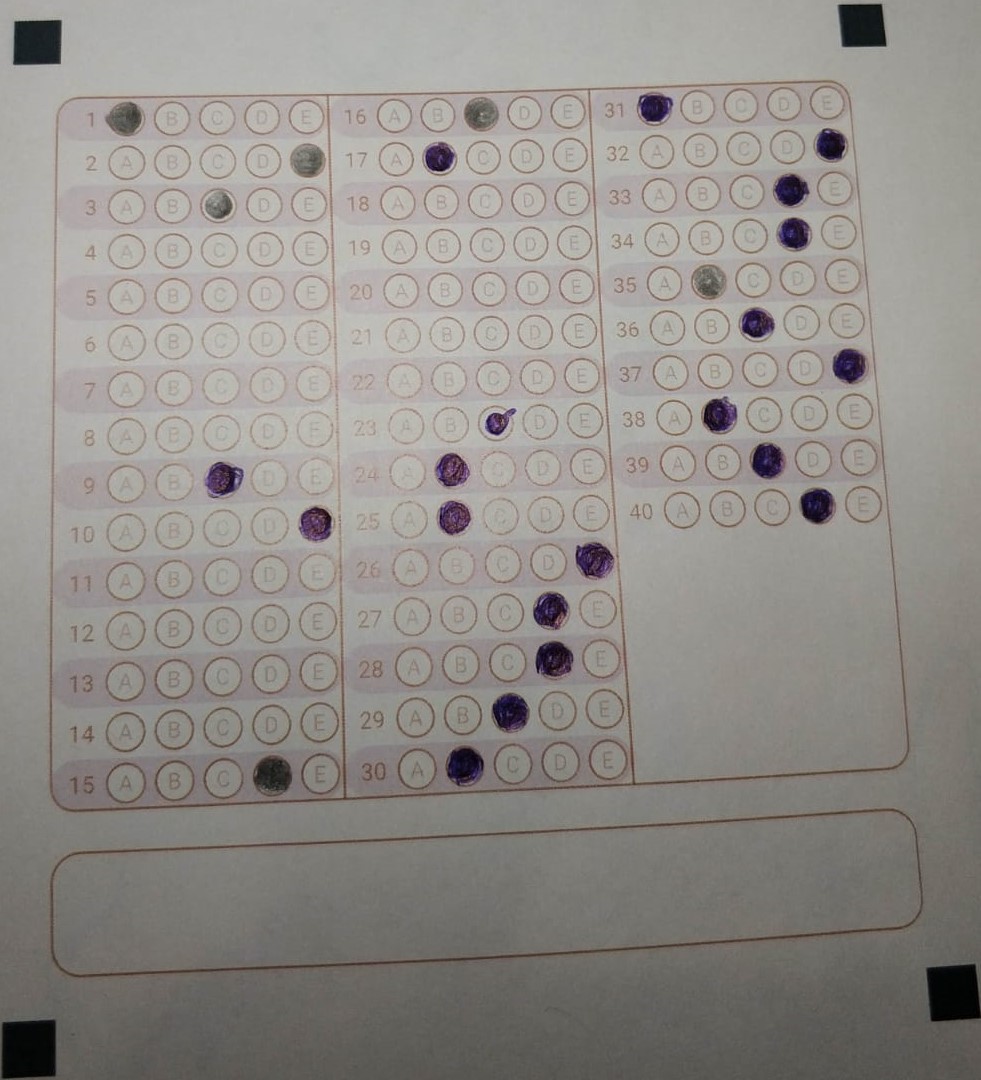 1 B C D E
2 A B C D
3 A B D E
4 A B C D E
5 A B C D E
6 A B C D E
7 A B C D E
8 A B C D E
9 A B D E
10 A B C D
11 A B C D E
12 A B C D E
13 A B C D E
14 A B C D E
15 A B C E
16 A B D E
17 A C D E
18 A B C D E
19 A B C D E
20 A B C D E
21 A B C D E
22 A B C D E
23 A B D E
24 A C D E
25 A C D E
26 A B C D
27 A B C E
28 A B C E
29 A B D E
30 A C D E
31 B C D E
32 A B C D
33 A B C E
34 A B C E
35 A C D E
36 A B D E
37 A B C D
38 A C D E
39 A B D E
40 A B C E